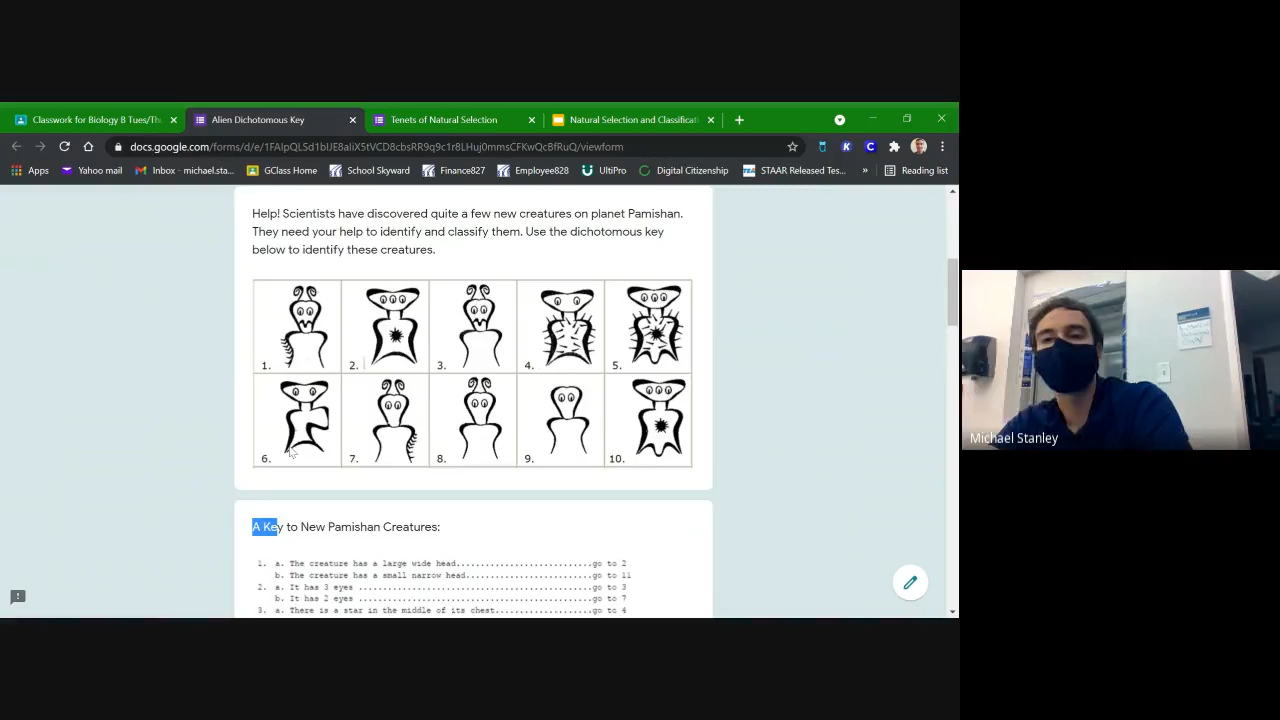 Classwork for Biology B Tues/Thu
Alien Dichotomous Key
Tenets of Natural Selection
Natural Selection and Classificati
docs.google.com/forms/d/e/1FAIpQLSd1blJE8aliX5tVCD8cbsRR9q9c1r8LHuj0mmsCFKwQcBfRuQ/viewform
Apps
Yahoo mail
Inbox - michael.sta...
GClass Home
School Skyward
Finance827
Employee828
UltiPro
Digital Citizenship
STAAR Released Tes...
»
Reading list
Help! Scientists have discovered quite a few new creatures on planet Pamishan.
They need your help to identify and classify them. Use the dichotomous key
below to identify these creatures.
1. 2. 3. 4. 5.
6. 7. 8. 9. 10.
A Key to New Pamishan Creatures:
1. a. The creature has a large wide head..............................go to 2
b. The creature has a small narrow head............................go to 11
2. a. It has 3 eyes ....................................................go to 3
b. It has 2 eyes ....................................................go to 7
3. a. There is a star in the middle of its chest.....................go to 4
Michael Stanley